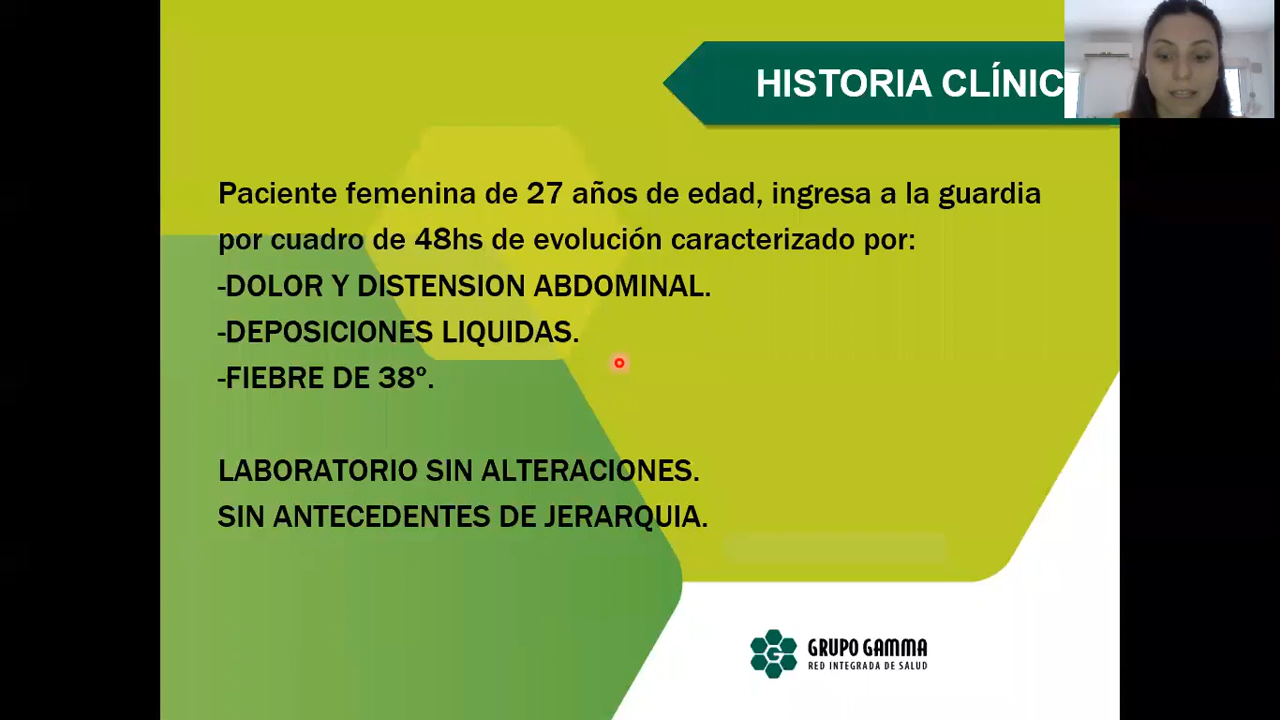 HISTORIA CLÍNIC
Paciente femenina de 27 años de edad, ingresa a la guardia
por cuadro de 48hs de evolución caracterizado por:
-DOLOR Y DISTENSION ABDOMINAL.
-DEPOSICIONES LIQUIDAS.
-FIEBRE DE 38º.
LABORATORIO SIN ALTERACIONES.
SIN ANTECEDENTES DE JERARQUIA.
GRUPO GAMMA
RED INTEGRADA DE SALUD